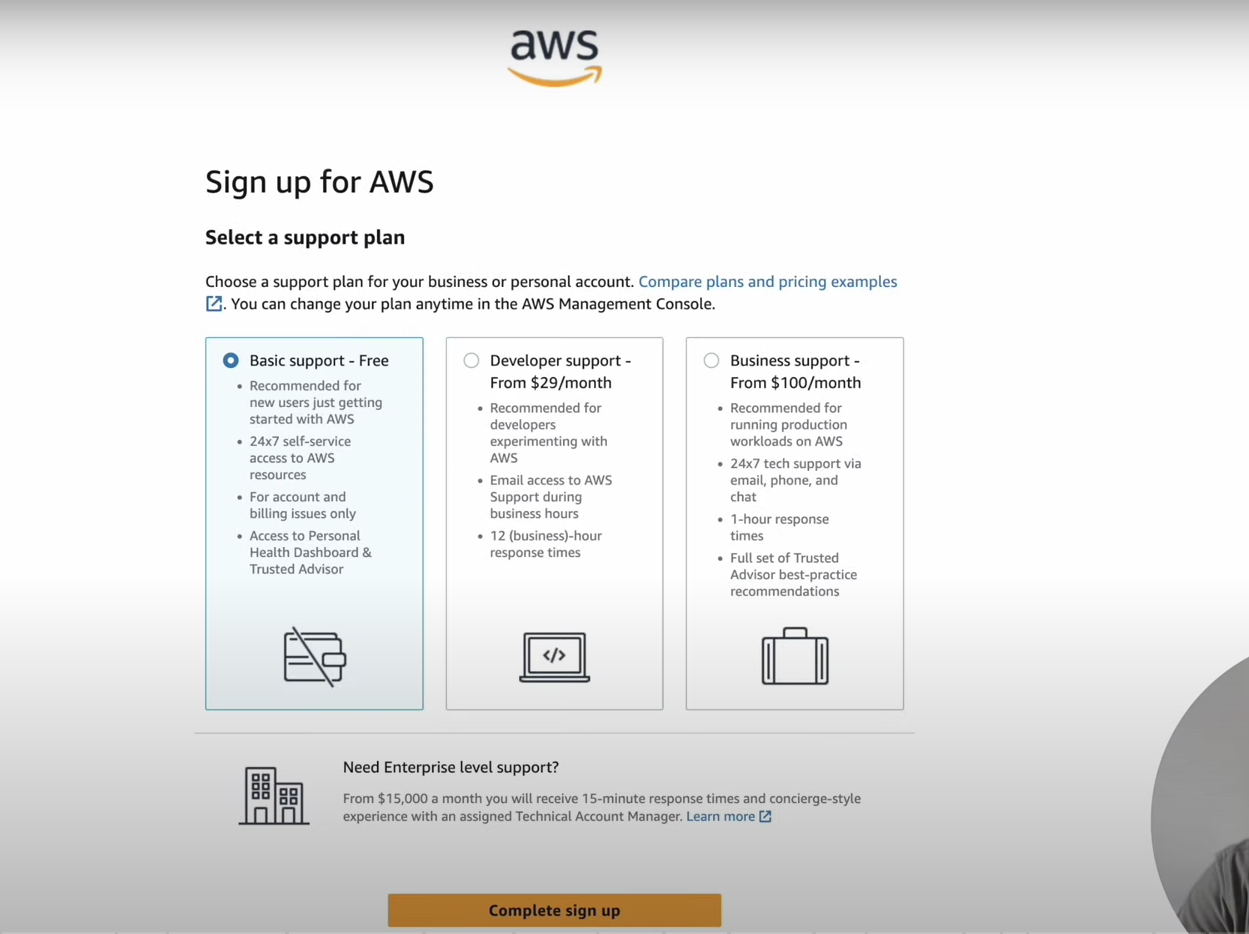 aws
Sign up for AWS
Select a support plan
Choose a support plan for your business or personal account. Compare plans and pricing examples
. You can change your plan anytime in the AWS Management Console.
Basic support - Free
• Recommended for
new users just getting
started with AWS
• 24x7 self-service
access to AWS
resources
• For account and
billing issues only
• Access to Personal
Health Dashboard &
Trusted Advisor
Developer support -
From $29/month
• Recommended for
developers
experimenting with
AWS
• Email access to AWS
Support during
business hours
• 12 (business)-hour
response times
</>
Business support -
From $100/month
• Recommended for
running production
workloads on AWS
• 24x7 tech support via
email, phone, and
chat
• 1-hour response
times
• Full set of Trusted
Advisor best-practice
recommendations
Need Enterprise level support?
From $15,000 a month you will receive 15-minute response times and concierge-style
experience with an assigned Technical Account Manager. Learn more
Complete sign up